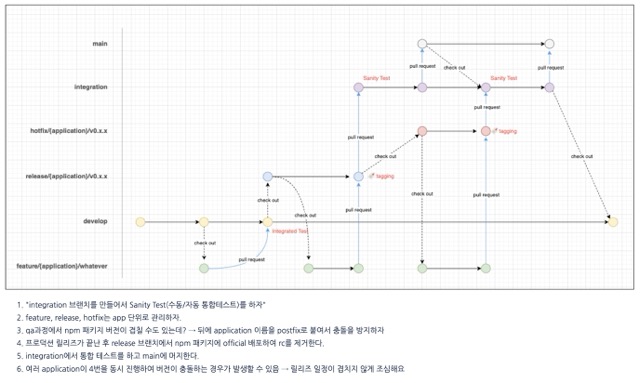 main
pull request
check out
pull request
Sanity Test
Sanity Test
integration
pull request
pull request
hotfix/{application}/v0.x.x
tagging
check out
check out
release/{application}/v0.x.x
tagging
pull request
pull request
check out
check out
develop
Integrated Test
check out
pull request
feature/{application}/whatever
1. "integration 브랜치를 만들어서 Sanity Test(수동/자동 통합테스트)를 하자"
2. feature, release, hotfix는 app 단위로 관리하자.
3. qa과정에서 npm 패키지 버전이 겹칠 수도 있는데? → 뒤에 application 이름을 postfix로 붙여서 충돌을 방지하자
4. 프로덕션 릴리즈가 끝난 후 release 브랜치에서 npm 패키지에 official 배포하여 rc를 제거한다.
5. integration에서 통합 테스트를 하고 main에 머지한다.
6. 여러 application이 4번을 동시 진행하여 버전이 충돌하는 경우가 발생할 수 있음 → 릴리즈 일정이 겹치지 않게 조심해요